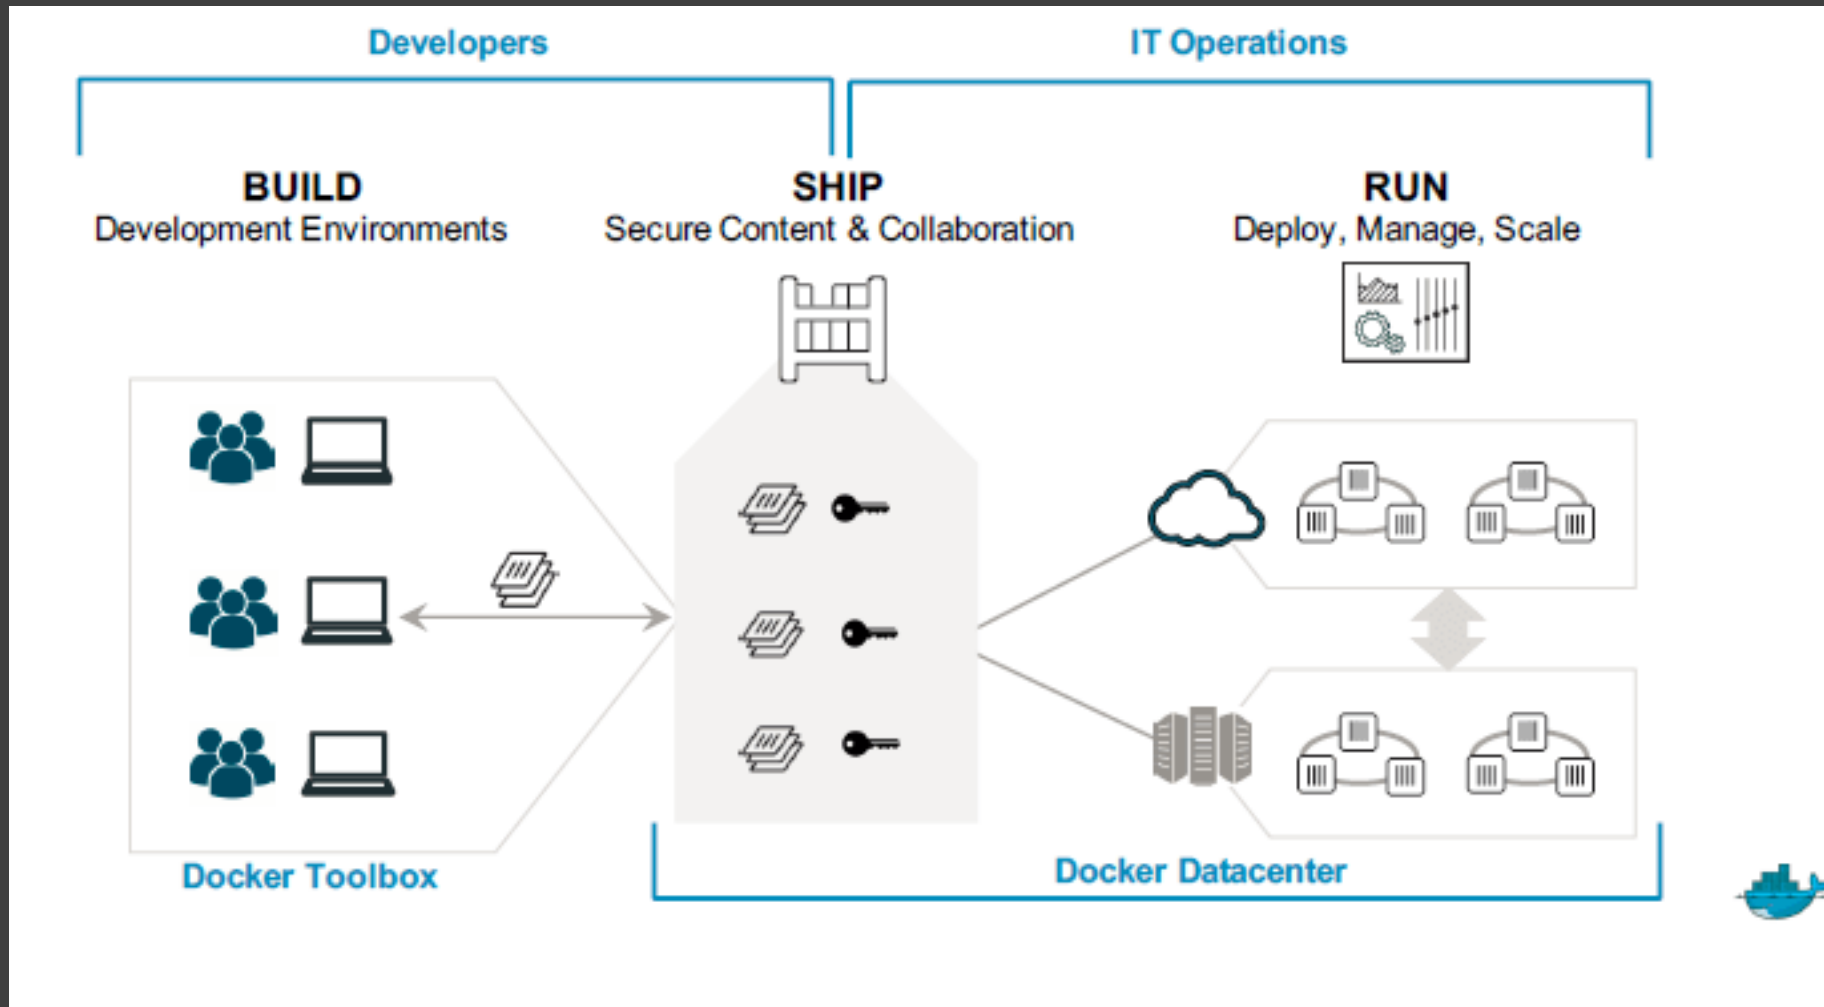 Developers
IT Operations
BUILD
Development Environments
SHIP
Secure Content & Collaboration
RUN
Deploy, Manage, Scale
Docker Toolbox
Docker Datacenter